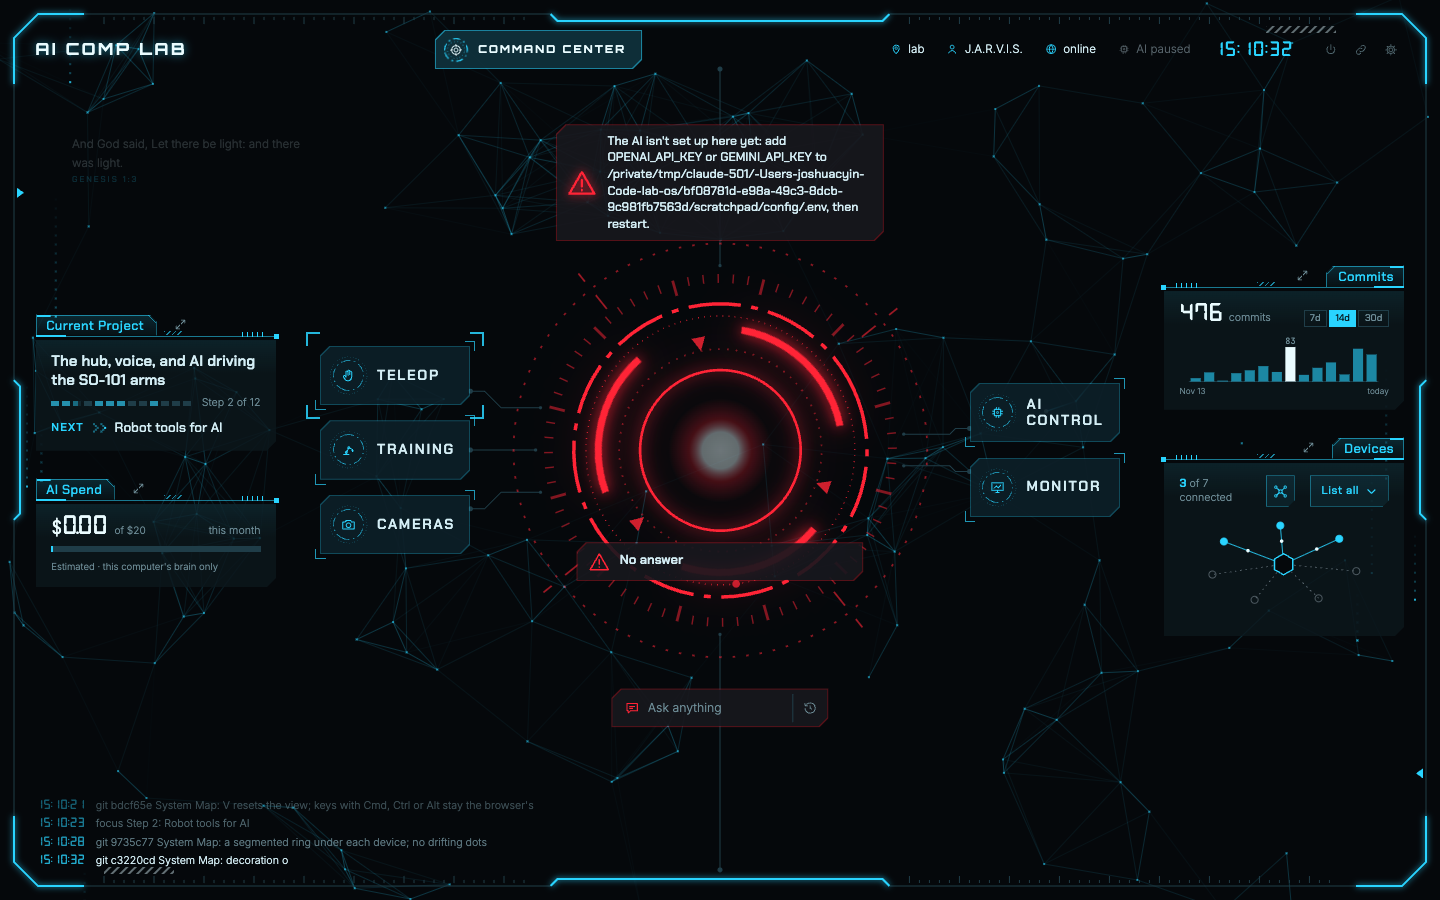 AI COMP LAB
COMMAND CENTER
lab
J.A.R.V.I.S.
online
AI paused
15:10:32
And God said, Let there be light: and there
was light.
GENESIS 1:3
The AI isn't set up here yet: add
OPENAI_API_KEY or GEMINI_API_KEY to
/private/tmp/claude-501/-Users-joshuacyin-
Code-lab-os/bf08781d-e98a-49c3-8dcb-
9c981fb7563d/scratchpad/config/.env, then
restart.
Current Project
The hub, voice, and AI driving
the SO-101 arms
Step 2 of 12
NEXT Robot tools for AI
AI Spend
$0.00 of $20 this month
Estimated · this computer's brain only
TELEOP
TRAINING
CAMERAS
AI
CONTROL
MONITOR
Commits
476 commits
7d 14d 30d
83
Nov 13 today
Devices
3 of 7
connected
List all
No answer
Ask anything
15:10:21 git bdcf65e System Map: V resets the view; keys with Cmd, Ctrl or Alt stay the browser's
15:10:23 focus Step 2: Robot tools for AI
15:10:28 git 9735c77 System Map: a segmented ring under each device; no drifting dots
15:10:32 git c3220cd System Map: decoration o